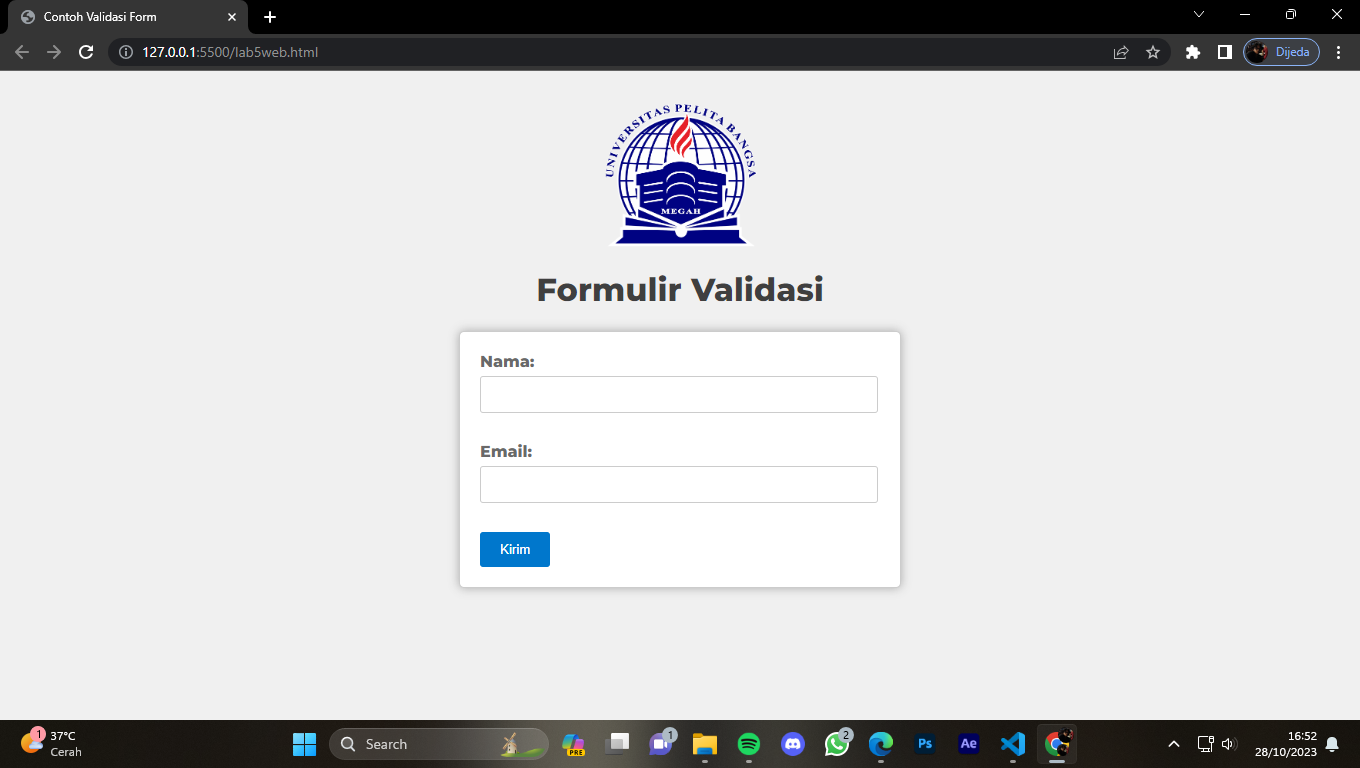 Contoh Validasi Form
127.0.0.1:5500/lab5web.html
Dijeda
UNIVERSITAS PELITA BANGSA
MEGAH
Formulir Validasi
Nama:
Email:
Kirim
1
37°C
Cerah
Search
PRE
1
2
Ps
Ae
16:52
28/10/2023